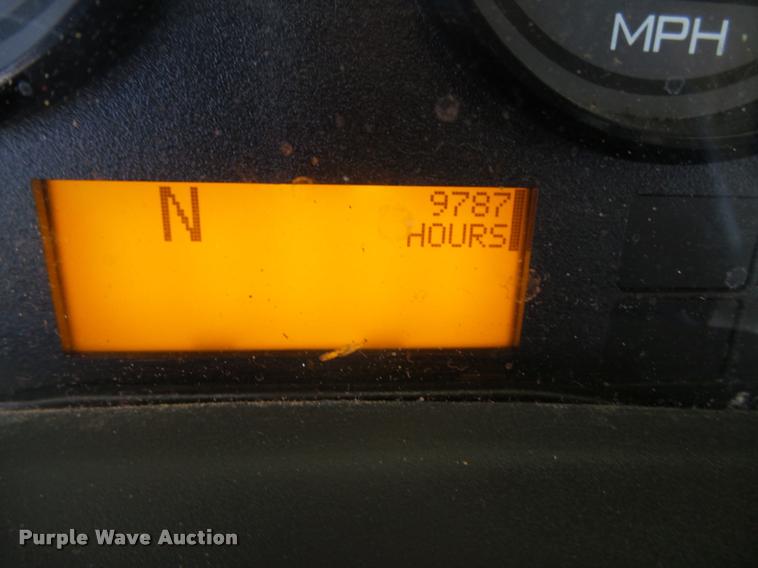 MPH
N 9787
HOURS
Purple Wave Auction